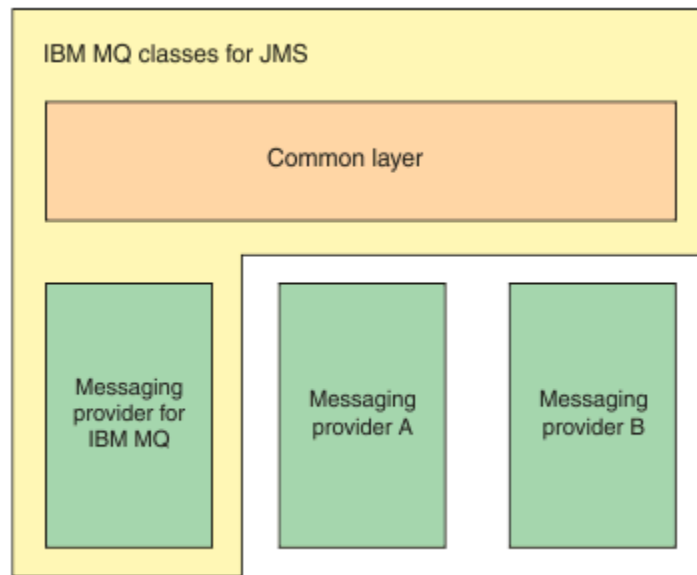 IBM MQ classes for JMS
Common layer
Messaging
provider for
IBM MQ
Messaging
provider A
Messaging
provider B